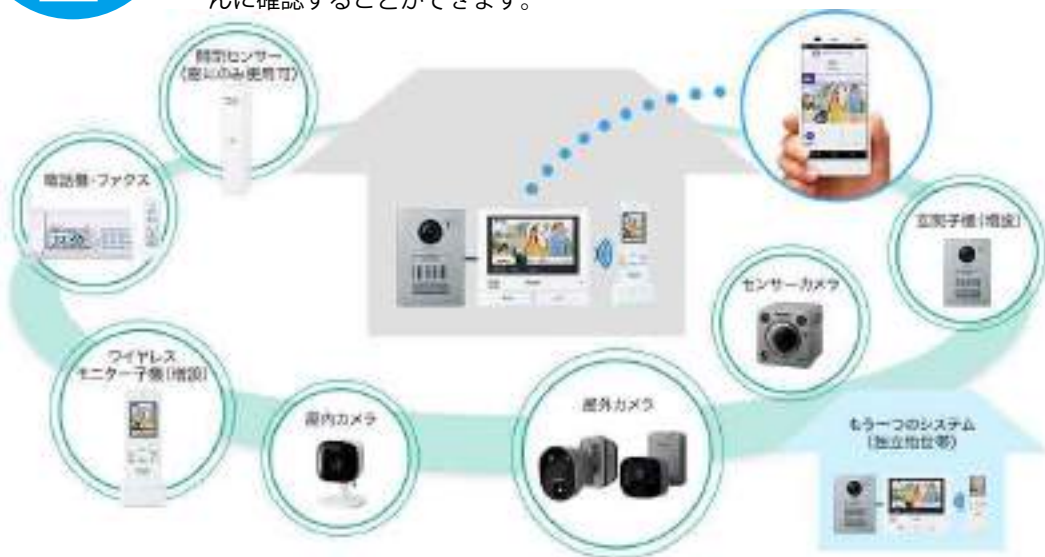 んに確認することができます。
開閉センサー
(窓にのみ使用可)
電話機・ファクス
玄関子機(増設)
センサーカメラ
ワイヤレス
モニター子機(増設)
屋内カメラ
屋外カメラ
もう一つのシステム
(独立他世帯)